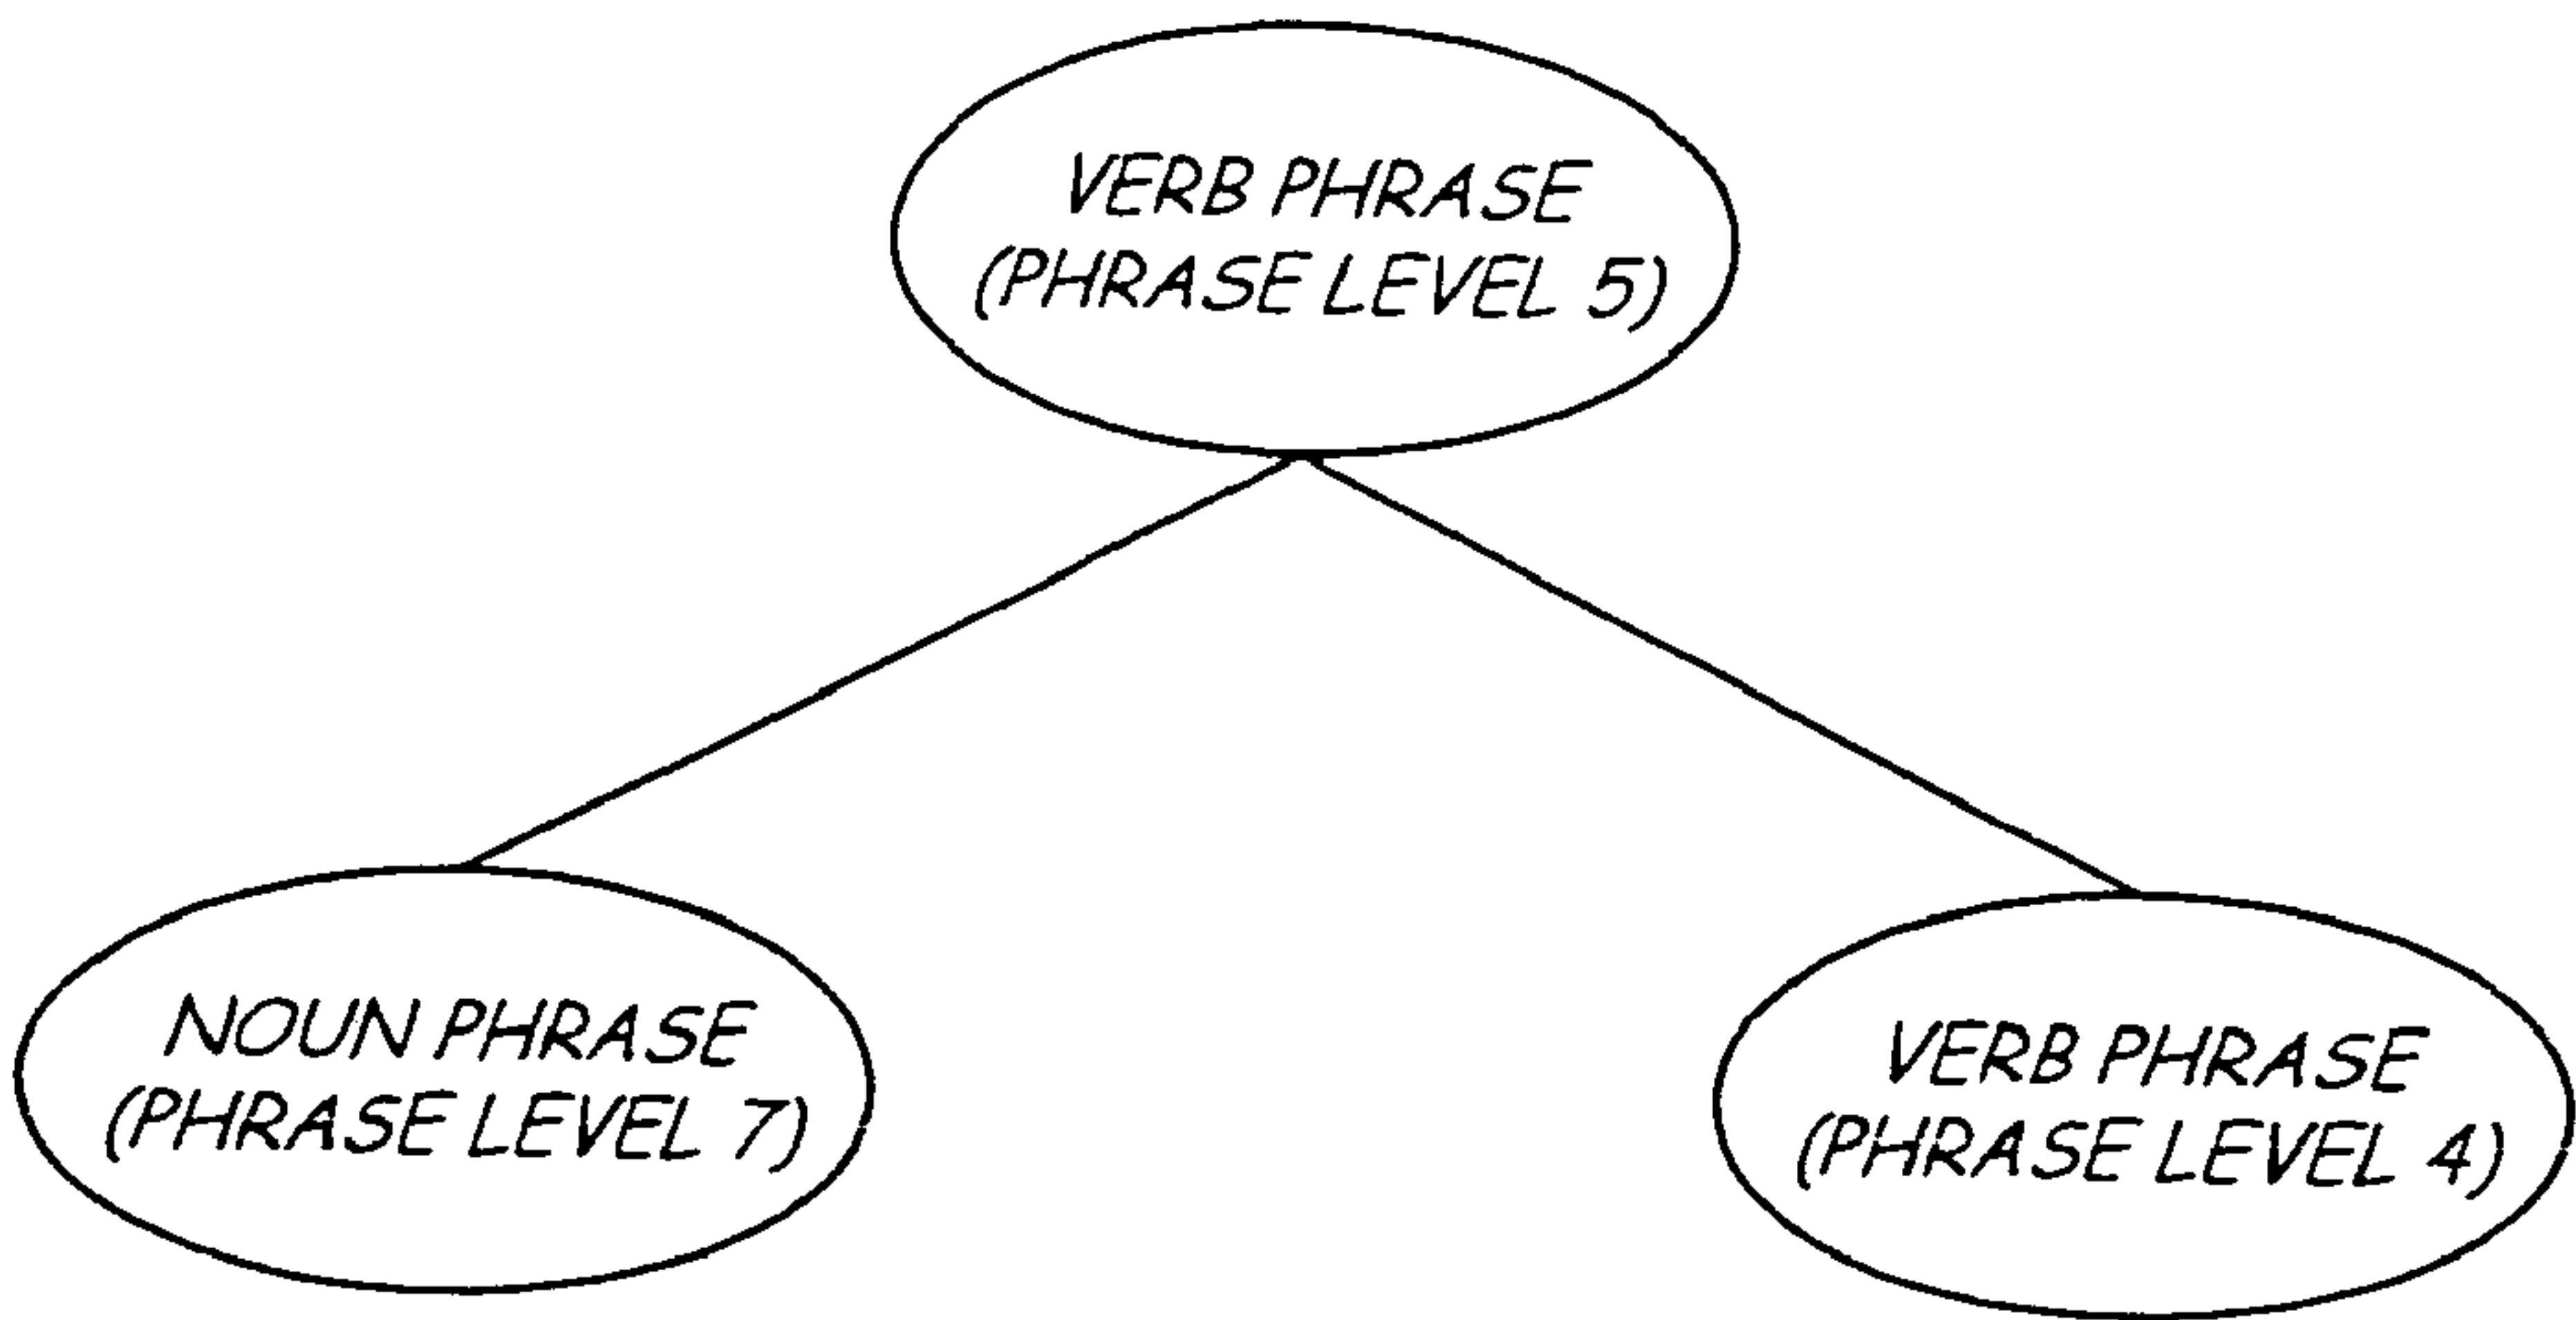 VERB PHRASE
(PHRASE LEVEL 5)
NOUN PHRASE
(PHRASE LEVEL 7)
VERB PHRASE
(PHRASE LEVEL 4)